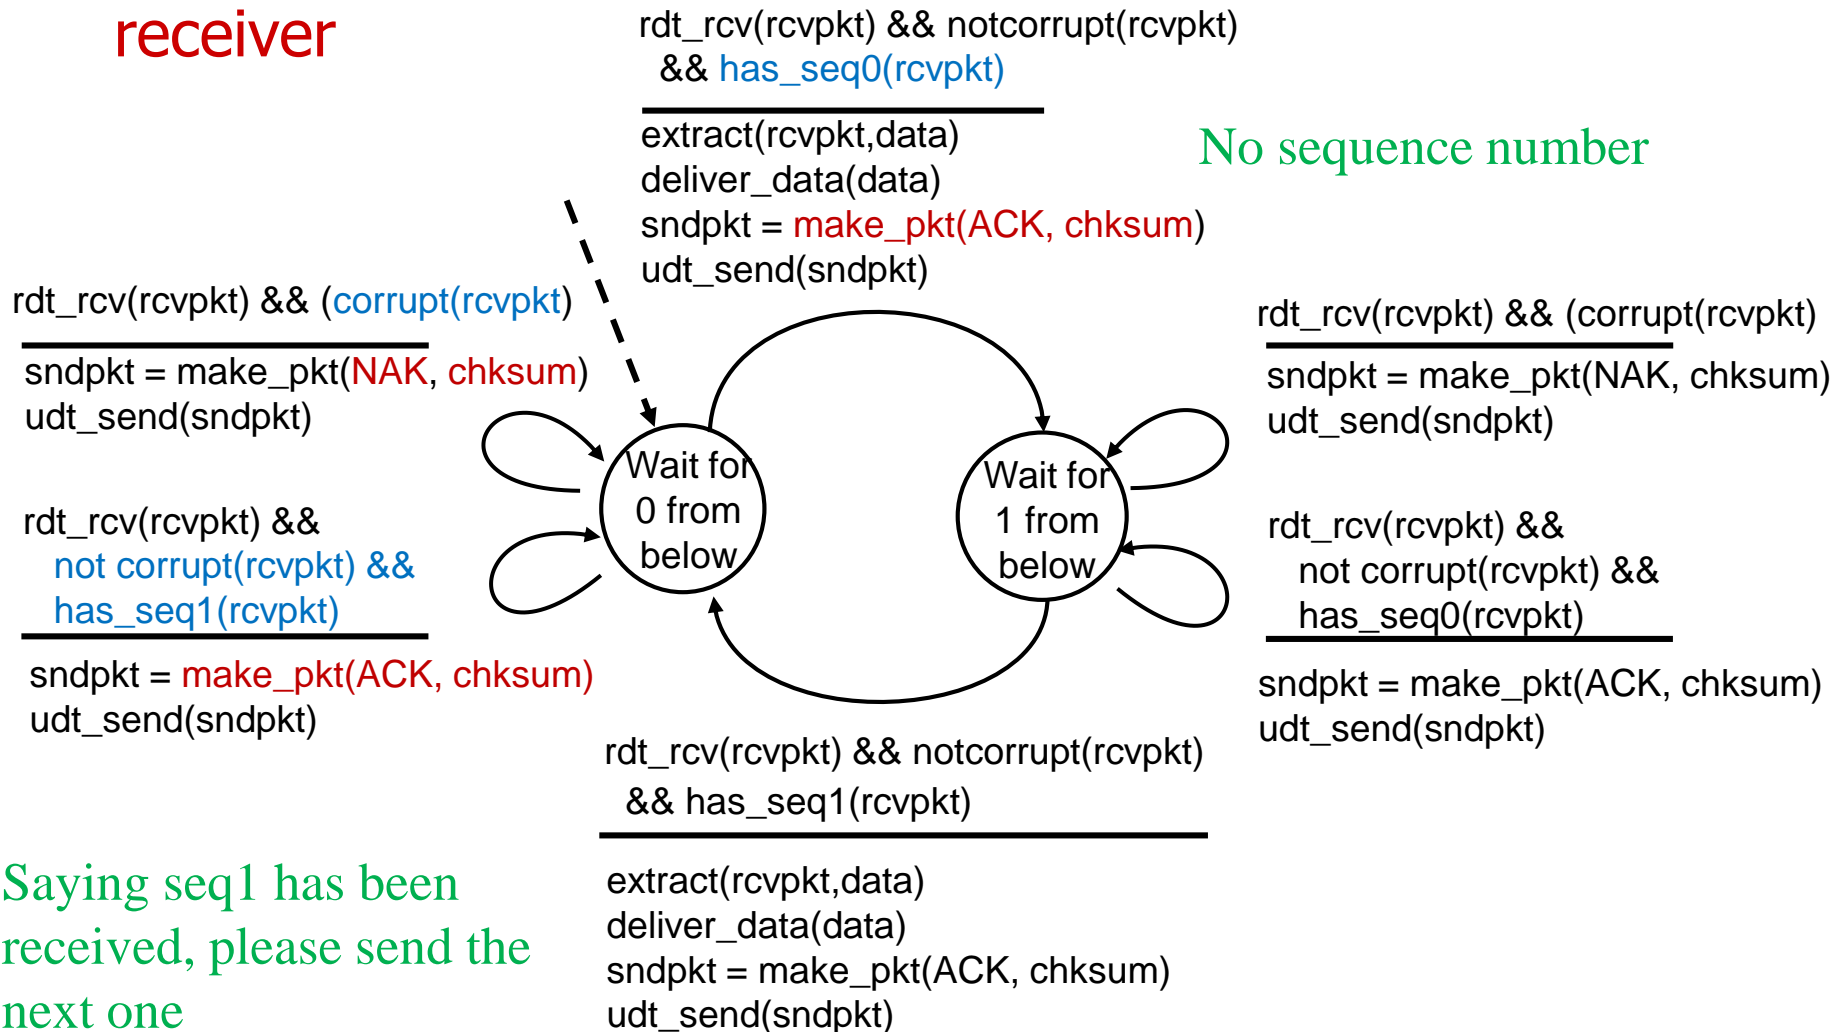 receiver
rdt_rcv(rcvpkt) && notcorrupt(rcvpkt)
&& has_seq0(rcvpkt)
extract(rcvpkt,data)
deliver_data(data)
sndpkt = make_pkt(ACK, chksum)
udt_send(sndpkt)
No sequence number
rdt_rcv(rcvpkt) && (corrupt(rcvpkt)
sndpkt = make_pkt(NAK, chksum)
udt_send(sndpkt)
rdt_rcv(rcvpkt) &&
not corrupt(rcvpkt) &&
has_seq1(rcvpkt)
sndpkt = make_pkt(ACK, chksum)
udt_send(sndpkt)
Wait for
0 from
below
Wait for
1 from
below
rdt_rcv(rcvpkt) && (corrupt(rcvpkt)
sndpkt = make_pkt(NAK, chksum)
udt_send(sndpkt)
rdt_rcv(rcvpkt) &&
not corrupt(rcvpkt) &&
has_seq0(rcvpkt)
sndpkt = make_pkt(ACK, chksum)
udt_send(sndpkt)
rdt_rcv(rcvpkt) && notcorrupt(rcvpkt)
&& has_seq1(rcvpkt)
extract(rcvpkt,data)
deliver_data(data)
sndpkt = make_pkt(ACK, chksum)
udt_send(sndpkt)
Saying seq1 has been
received, please send the
next one